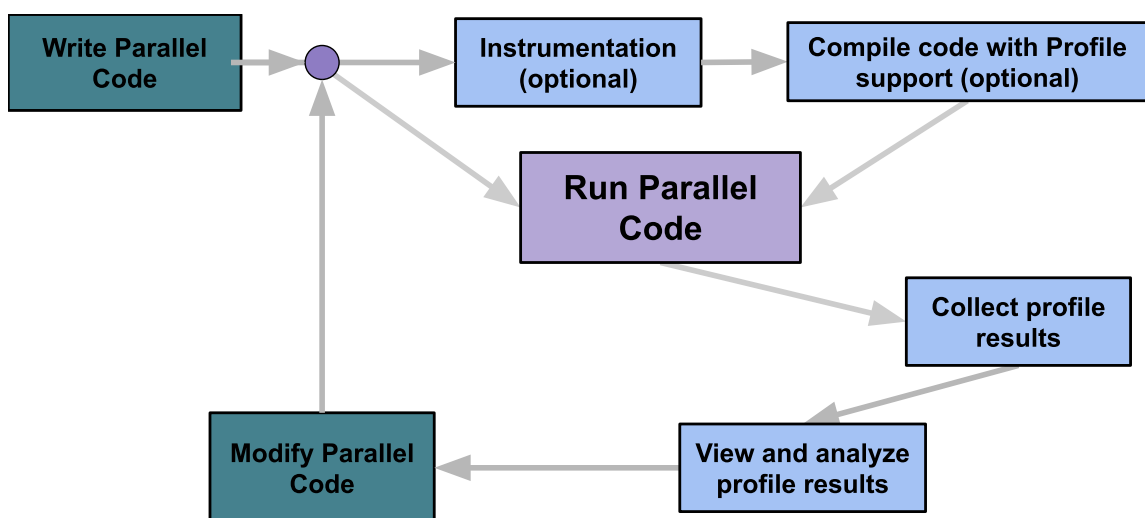 Write Parallel
Code
Instrumentation
(optional)
Compile code with Profile
support (optional)
Run Parallel
Code
Collect profile
results
View and analyze
profile results
Modify Parallel
Code